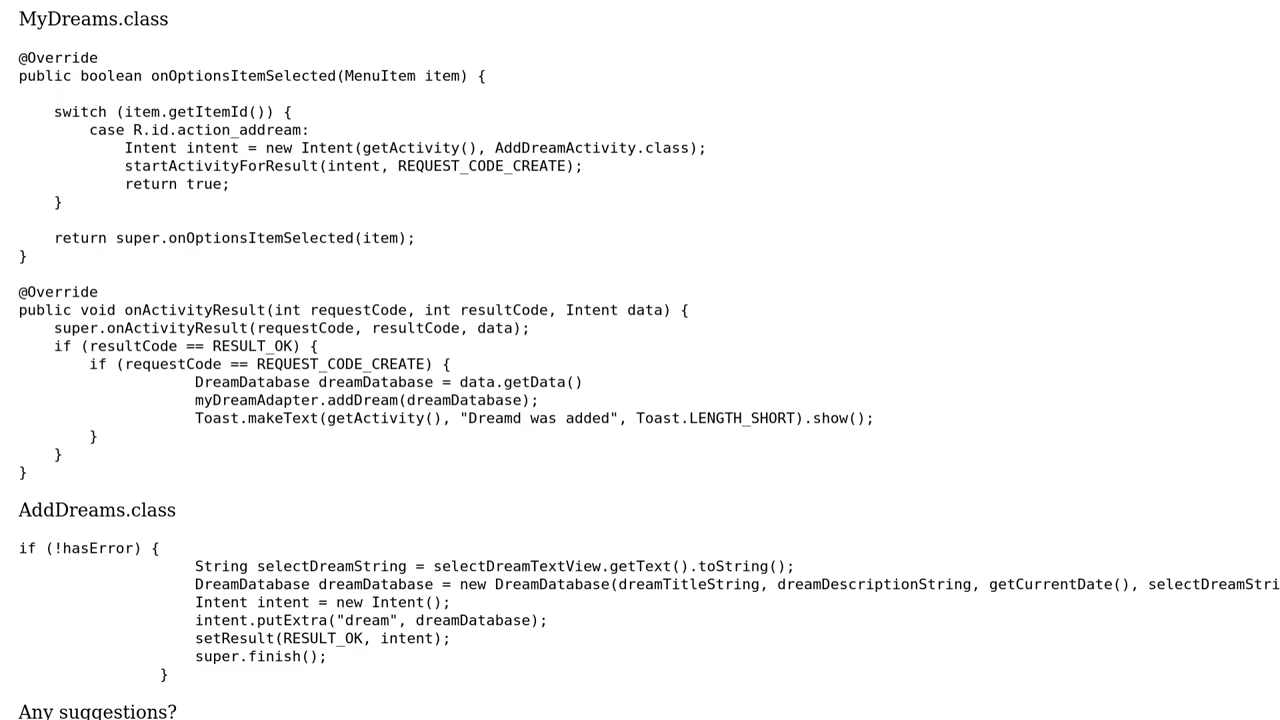 MyDreams.class
@Override
public boolean onOptionsItemSelected(MenuItem item) {
switch (item.getItemId()) {
case R.id.action_addream:
Intent intent = new Intent(getActivity(), AddDreamActivity.class);
startActivityForResult(intent, REQUEST_CODE_CREATE);
return true;
}
return super.onOptionsItemSelected(item);
}
@Override
public void onActivityResult(int requestCode, int resultCode, Intent data) {
super.onActivityResult(requestCode, resultCode, data);
if (resultCode == RESULT_OK) {
if (requestCode == REQUEST_CODE_CREATE) {
DreamDatabase dreamDatabase = data.getData()
myDreamAdapter.addDream(dreamDatabase);
Toast.makeText(getActivity(), "Dreamd was added", Toast.LENGTH_SHORT).show();
}
}
}
AddDreams.class
if (!hasError) {
String selectDreamString = selectDreamTextView.getText().toString();
DreamDatabase dreamDatabase = new DreamDatabase(dreamTitleString, dreamDescriptionString, getCurrentDate(), selectDreamStri
Intent intent = new Intent();
intent.putExtra("dream", dreamDatabase);
setResult(RESULT_OK, intent);
super.finish();
}
Any suggestions?